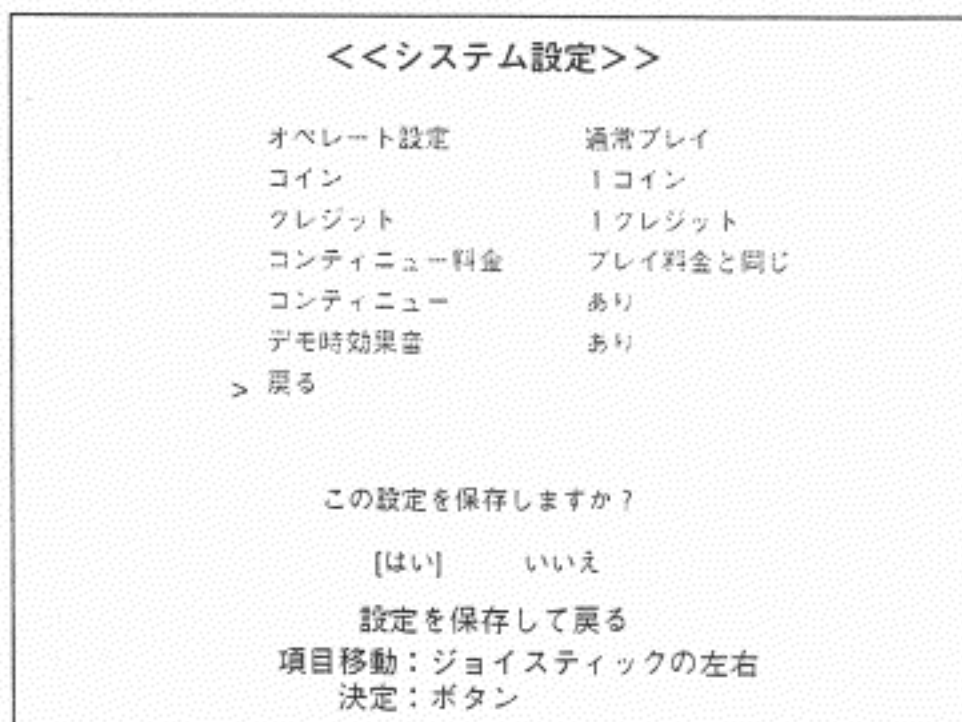 <<システム設定>>
オペレート設定 通常プレイ
コイン 1コイン
クレジット 1クレジット
コンティニュー料金 プレイ料金と同じ
コンティニュー あり
デモ時効果音 あり
> 戻る
この設定を保存しますか?
[はい] いいえ
設定を保存して戻る
項目移動:ジョイスティックの左右
決定:ボタン